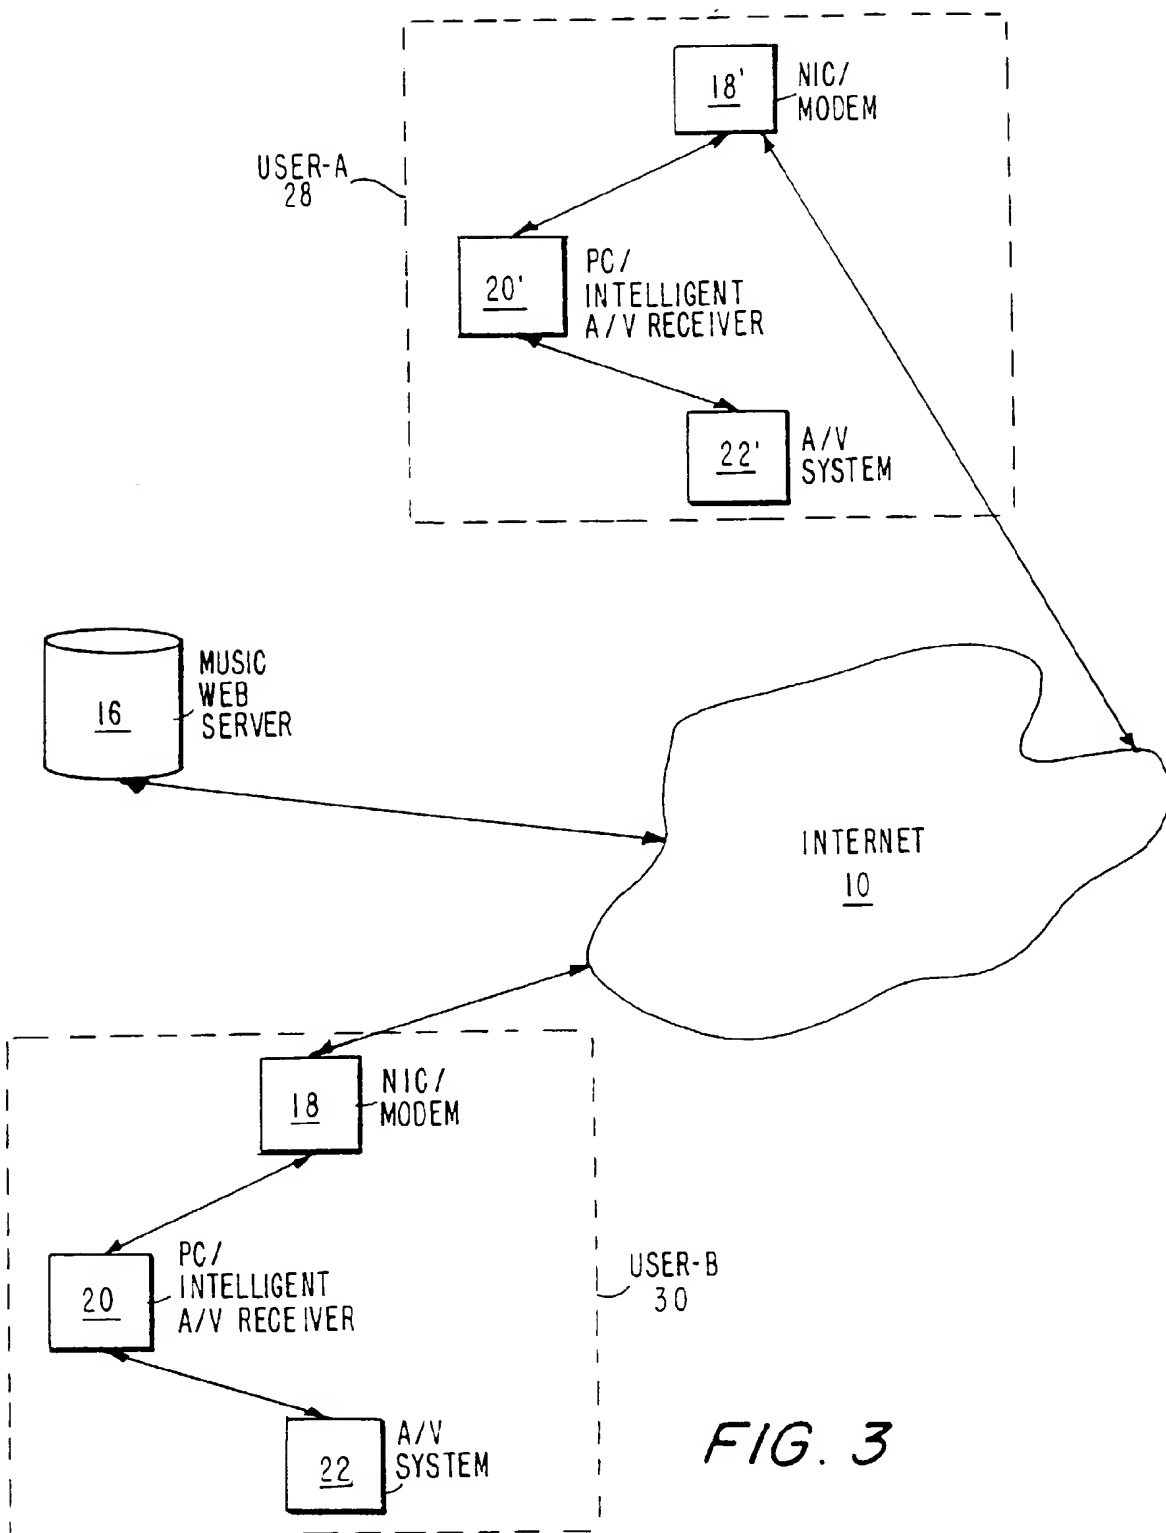 18'
NIC/
MODEM
USER-A
28
20'
PC/
INTELLIGENT
A/V RECEIVER
22'
A/V
SYSTEM
16
MUSIC
WEB
SERVER
INTERNET
10
18
NIC/
MODEM
20
PC/
INTELLIGENT
A/V RECEIVER
USER-B
30
22
A/V
SYSTEM
FIG. 3